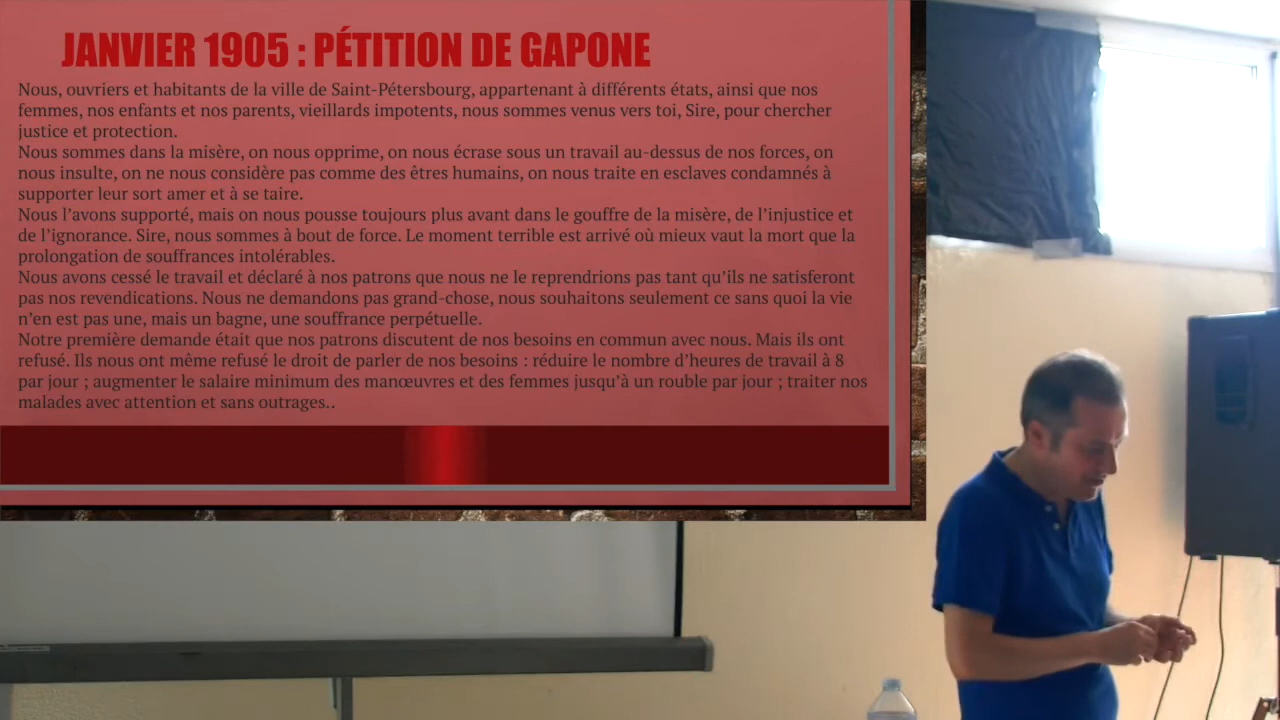 JANVIER 1905 : PÉTITION DE GAPONE
Nous, ouvriers et habitants de la ville de Saint-Pétersbourg, appartenant à différents états, ainsi que nos
femmes, nos enfants et nos parents, vieillards impotents, nous sommes venus vers toi, Sire, pour chercher
justice et protection.
Nous sommes dans la misère, on nous opprime, on nous écrase sous un travail au-dessus de nos forces, on
nous insulte, on ne nous considère pas comme des êtres humains, on nous traite en esclaves condamnés à
supporter leur sort amer et à se taire.
Nous l’avons supporté, mais on nous pousse toujours plus avant dans le gouffre de la misère, de l’injustice et
de l’ignorance. Sire, nous sommes à bout de force. Le moment terrible est arrivé où mieux vaut la mort que la
prolongation de souffrances intolérables.
Nous avons cessé le travail et déclaré à nos patrons que nous ne le reprendrions pas tant qu’ils ne satisferont
pas nos revendications. Nous ne demandons pas grand-chose, nous souhaitons seulement ce sans quoi la vie
n’en est pas une, mais un bagne, une souffrance perpétuelle.
Notre première demande était que nos patrons discutent de nos besoins en commun avec nous. Mais ils ont
refusé. Ils nous ont même refusé le droit de parler de nos besoins : réduire le nombre d’heures de travail à 8
par jour ; augmenter le salaire minimum des manœuvres et des femmes jusqu’à un rouble par jour ; traiter nos
malades avec attention et sans outrages..